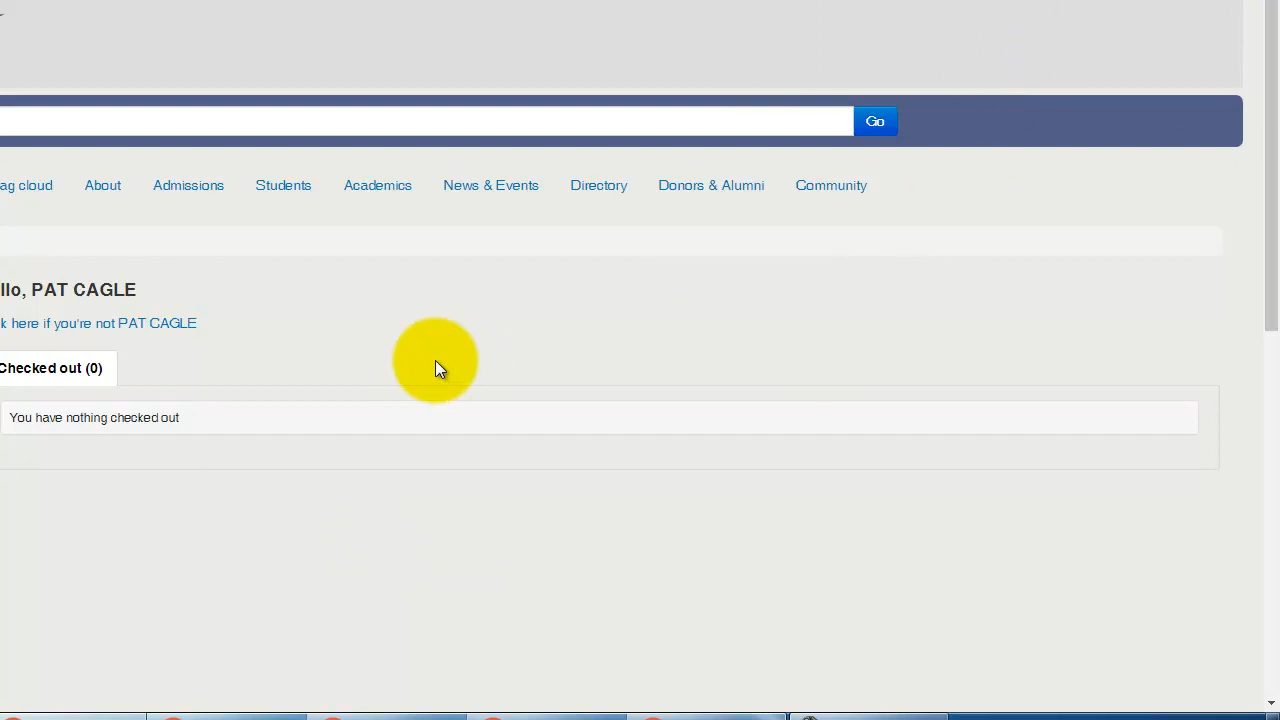 Go
ag cloud About Admissions Students Academics News & Events Directory Donors & Alumni Community
llo, PAT CAGLE
k here if you're not PAT CAGLE
Checked out (0)
You have nothing checked out